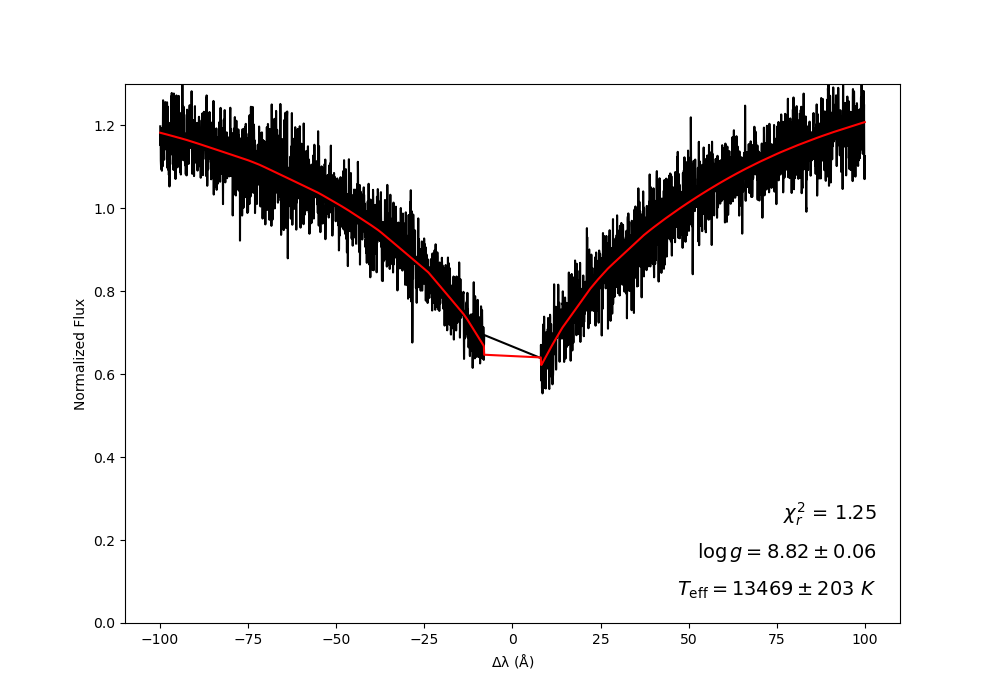 1.2
1.0
0.8
0.6
0.4
0.2
0.0
Normalized Flux
χ²ᵣ = 1.25
log g = 8.82 ± 0.06
T_eff = 13469 ± 203 K
−100 −75 −50 −25 0 25 50 75 100
Δλ (Å)